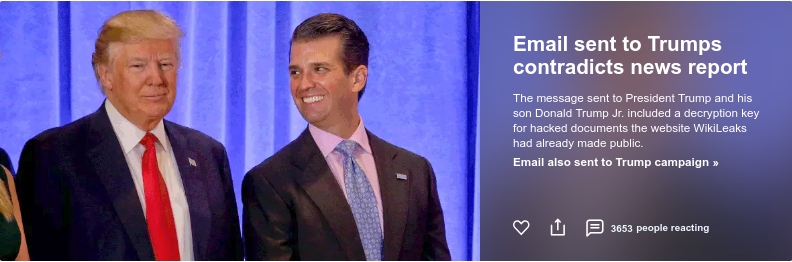 Email sent to Trumps
contradicts news report
The message sent to President Trump and his
son Donald Trump Jr. included a decryption key
for hacked documents the website WikiLeaks
had already made public.
Email also sent to Trump campaign »
3653 people reacting